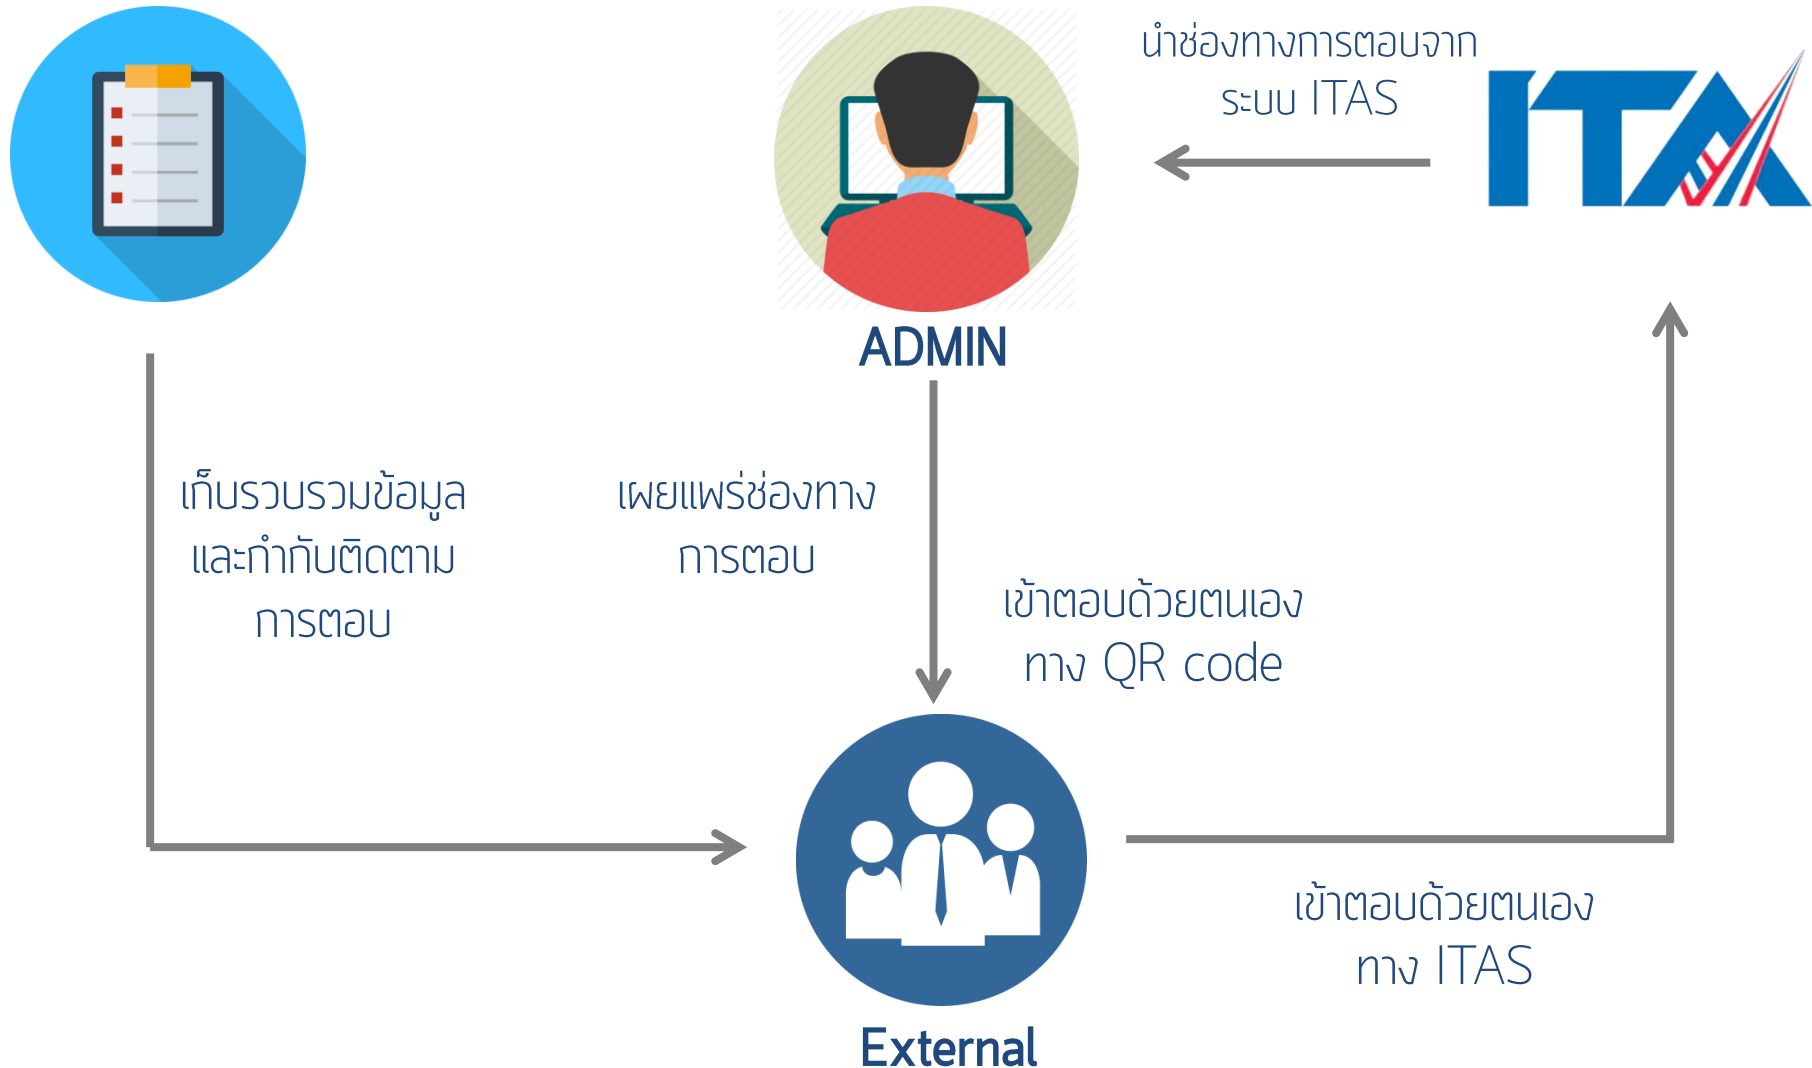 นำช่องทางการตอบจาก
ระบบ ITAS
ITA
ADMIN
เก็บรวบรวมข้อมูล
และกำกับติดตาม
การตอบ
เผยแพร่ช่องทาง
การตอบ
เข้าตอบด้วยตนเอง
ทาง QR code
เข้าตอบด้วยตนเอง
ทาง ITAS
External